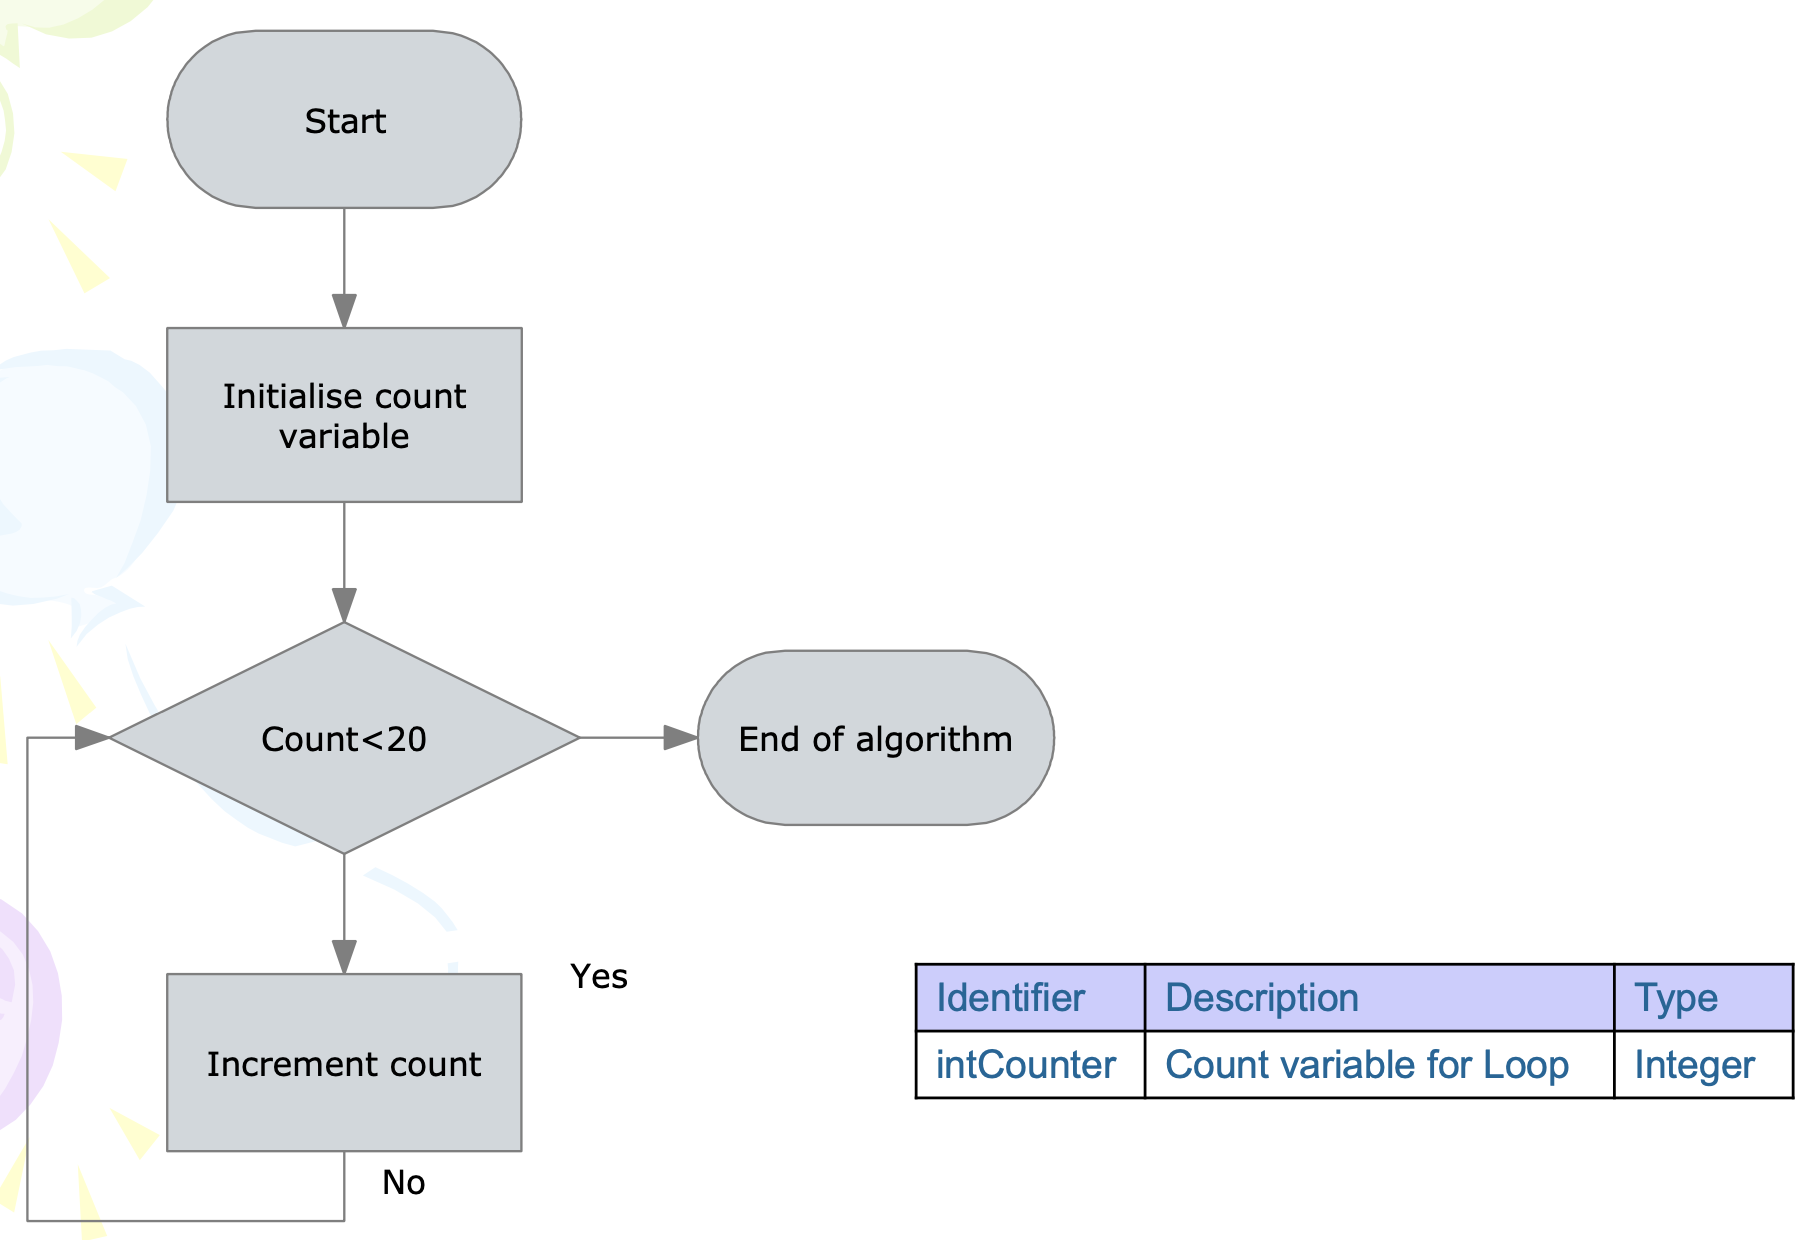 Start
Initialise count
variable
Count<20
End of algorithm
Yes
Increment count
No
Identifier Description Type
intCounter Count variable for Loop Integer